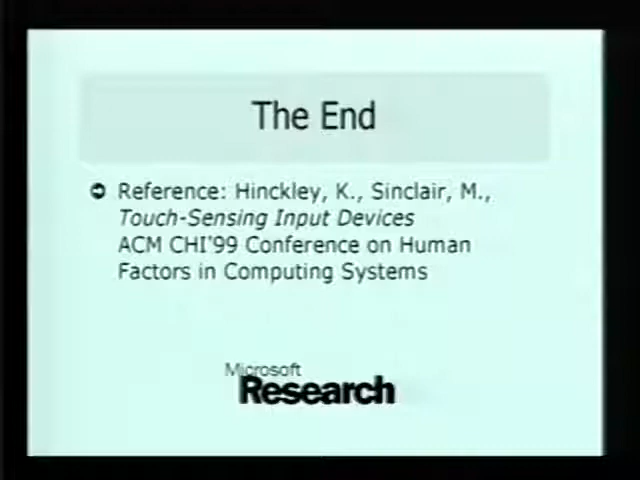 The End
Reference: Hinckley, K., Sinclair, M.,
Touch-Sensing Input Devices
ACM CHI'99 Conference on Human
Factors in Computing Systems
Microsoft
Research